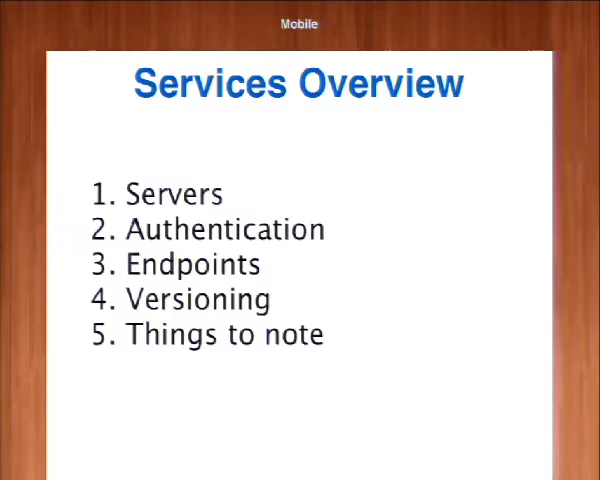 Mobile
Services Overview
1. Servers
2. Authentication
3. Endpoints
4. Versioning
5. Things to note